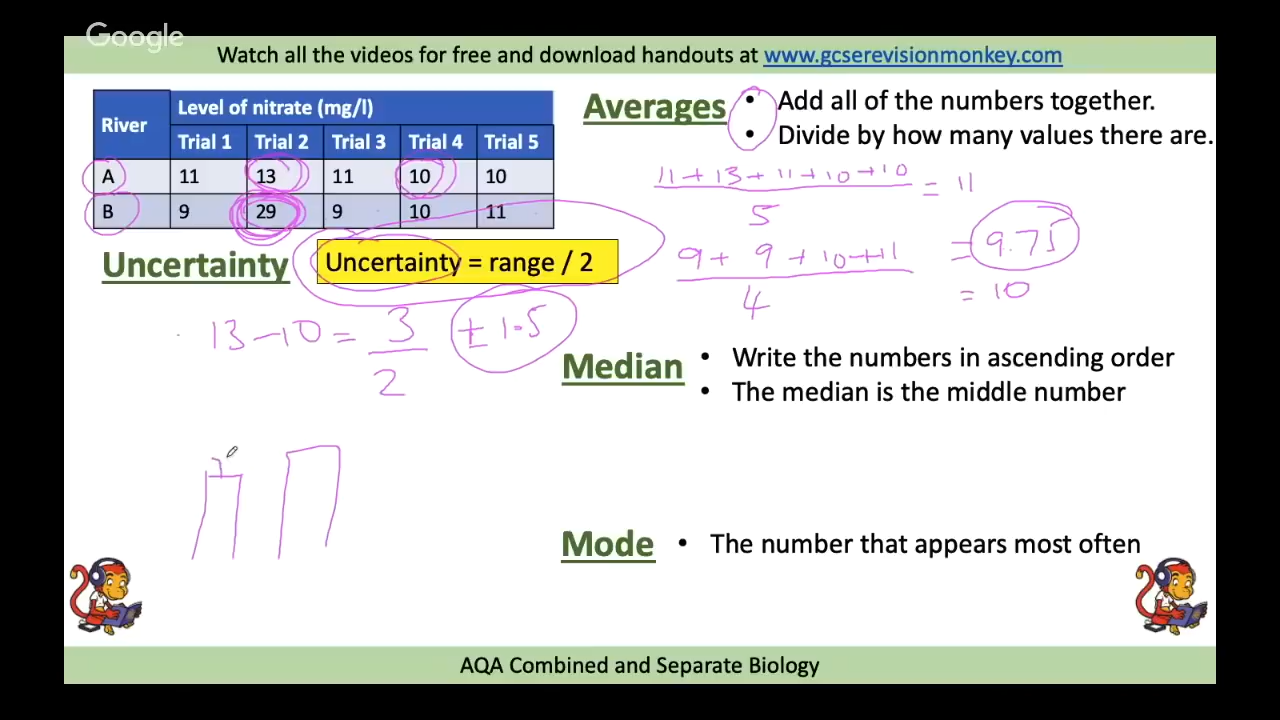 Google
Watch all the videos for free and download handouts at www.gcserevisionmonkey.com
River Level of nitrate (mg/l)
Trial 1 Trial 2 Trial 3 Trial 4 Trial 5
A 11 13 11 10 10
B 9 29 9 10 11
Averages
• Add all of the numbers together.
• Divide by how many values there are.
11 + 13 + 11 + 10 + 10 = 11
5
9 + 9 + 10 + 11 = 9.75
4
= 10
Uncertainty
Uncertainty = range / 2
13 - 10 = 3 ± 1.5
2
Median
• Write the numbers in ascending order
• The median is the middle number
Mode
• The number that appears most often
AQA Combined and Separate Biology